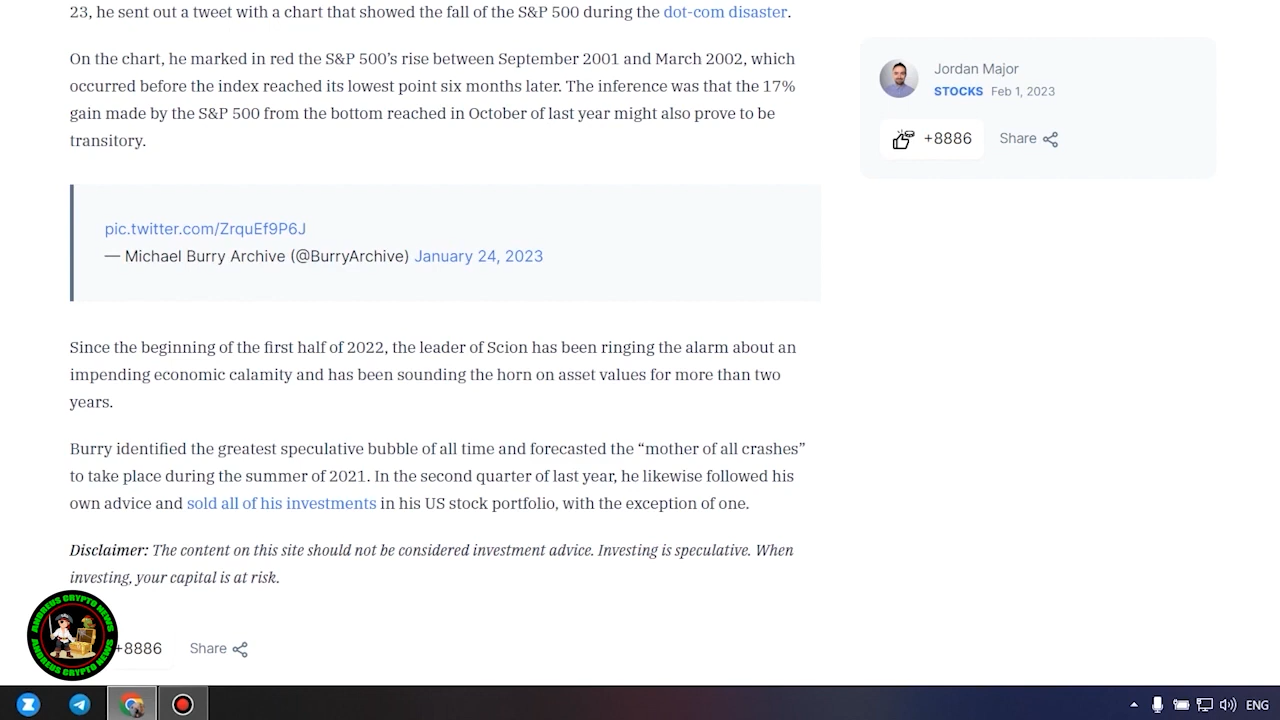 23, he sent out a tweet with a chart that showed the fall of the S&P 500 during the dot-com disaster.
On the chart, he marked in red the S&P 500’s rise between September 2001 and March 2002, which
occurred before the index reached its lowest point six months later. The inference was that the 17%
gain made by the S&P 500 from the bottom reached in October of last year might also prove to be
transitory.
pic.twitter.com/ZrquEf9P6J
— Michael Burry Archive (@BurryArchive) January 24, 2023
Since the beginning of the first half of 2022, the leader of Scion has been ringing the alarm about an
impending economic calamity and has been sounding the horn on asset values for more than two
years.
Burry identified the greatest speculative bubble of all time and forecasted the “mother of all crashes”
to take place during the summer of 2021. In the second quarter of last year, he likewise followed his
own advice and sold all of his investments in his US stock portfolio, with the exception of one.
Disclaimer: The content on this site should not be considered investment advice. Investing is speculative. When
investing, your capital is at risk.
+8886 Share
Jordan Major
STOCKS Feb 1, 2023
+8886 Share
ANDREUS CRYPTO NEWS
ANDREUS CRYPTO NEWS
ENG